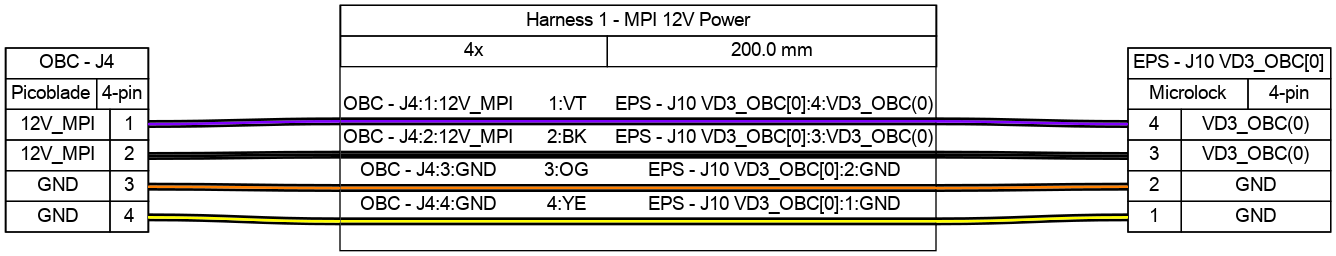 Harness 1 - MPI 12V Power
4x 200.0 mm
OBC - J4
Picoblade 4-pin
12V_MPI 1
12V_MPI 2
GND 3
GND 4
OBC - J4:1:12V_MPI 1:VT EPS - J10 VD3_OBC[0]:4:VD3_OBC(0)
OBC - J4:2:12V_MPI 2:BK EPS - J10 VD3_OBC[0]:3:VD3_OBC(0)
OBC - J4:3:GND 3:OG EPS - J10 VD3_OBC[0]:2:GND
OBC - J4:4:GND 4:YE EPS - J10 VD3_OBC[0]:1:GND
EPS - J10 VD3_OBC[0]
Microlock 4-pin
4 VD3_OBC(0)
3 VD3_OBC(0)
2 GND
1 GND